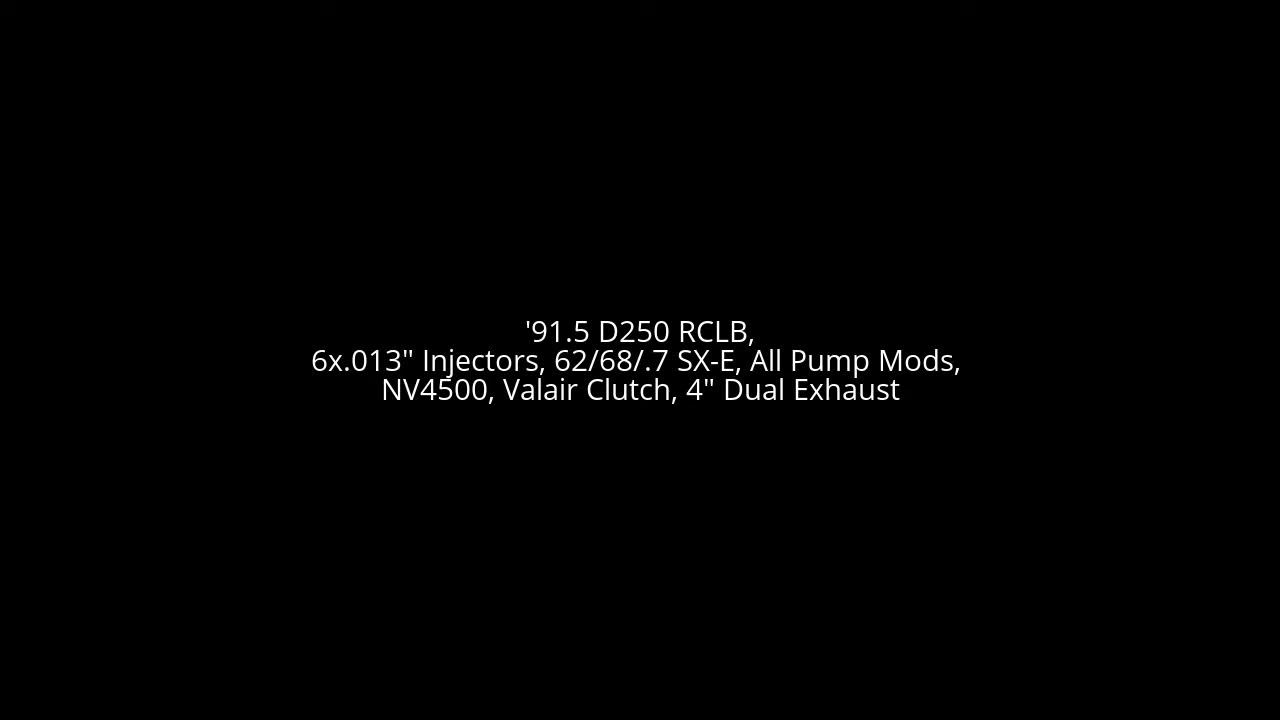 '91.5 D250 RCLB,
6x.013" Injectors, 62/68/.7 SX-E, All Pump Mods,
NV4500, Valair Clutch, 4" Dual Exhaust